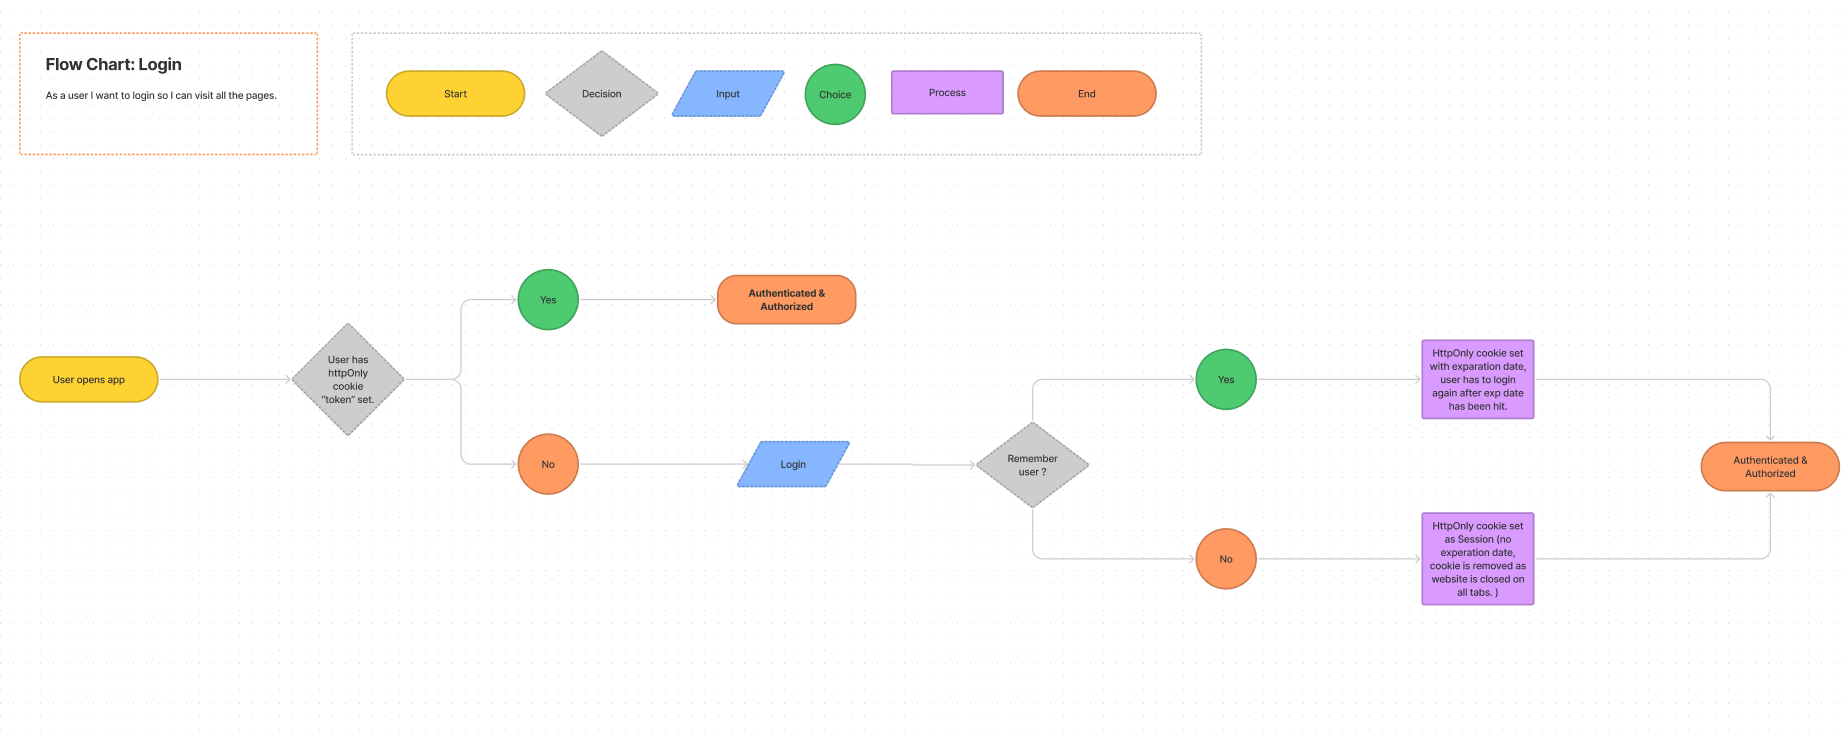 Flow Chart: Login
As a user I want to login so I can visit all the pages.
Start
Decision
Input
Choice
Process
End
User opens app
User has
httpOnly
cookie
“token” set.
Yes
Authenticated &
Authorized
No
Login
Remember
user ?
Yes
HttpOnly cookie set
with exparation date,
user has to login
again after exp date
has been hit.
No
HttpOnly cookie set
as Session (no
experation date,
cookie is removed as
website is closed on
all tabs. )
Authenticated &
Authorized